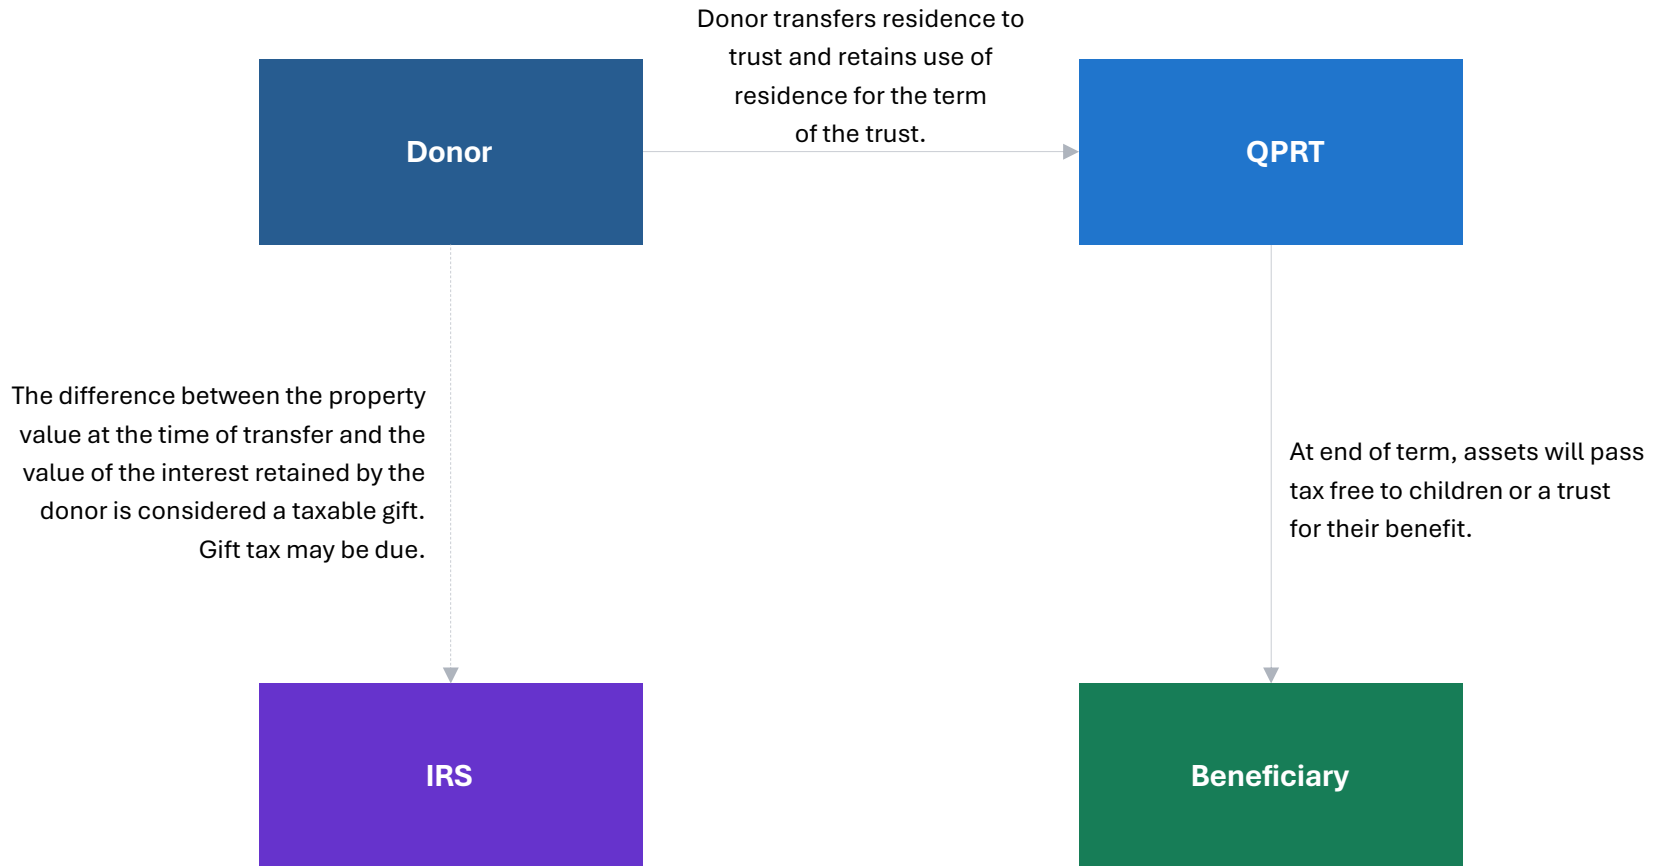 Donor transfers residence to
trust and retains use of
residence for the term
of the trust.
Donor
QPRT
The difference between the property
value at the time of transfer and the
value of the interest retained by the
donor is considered a taxable gift.
Gift tax may be due.
At end of term, assets will pass
tax free to children or a trust
for their benefit.
IRS
Beneficiary